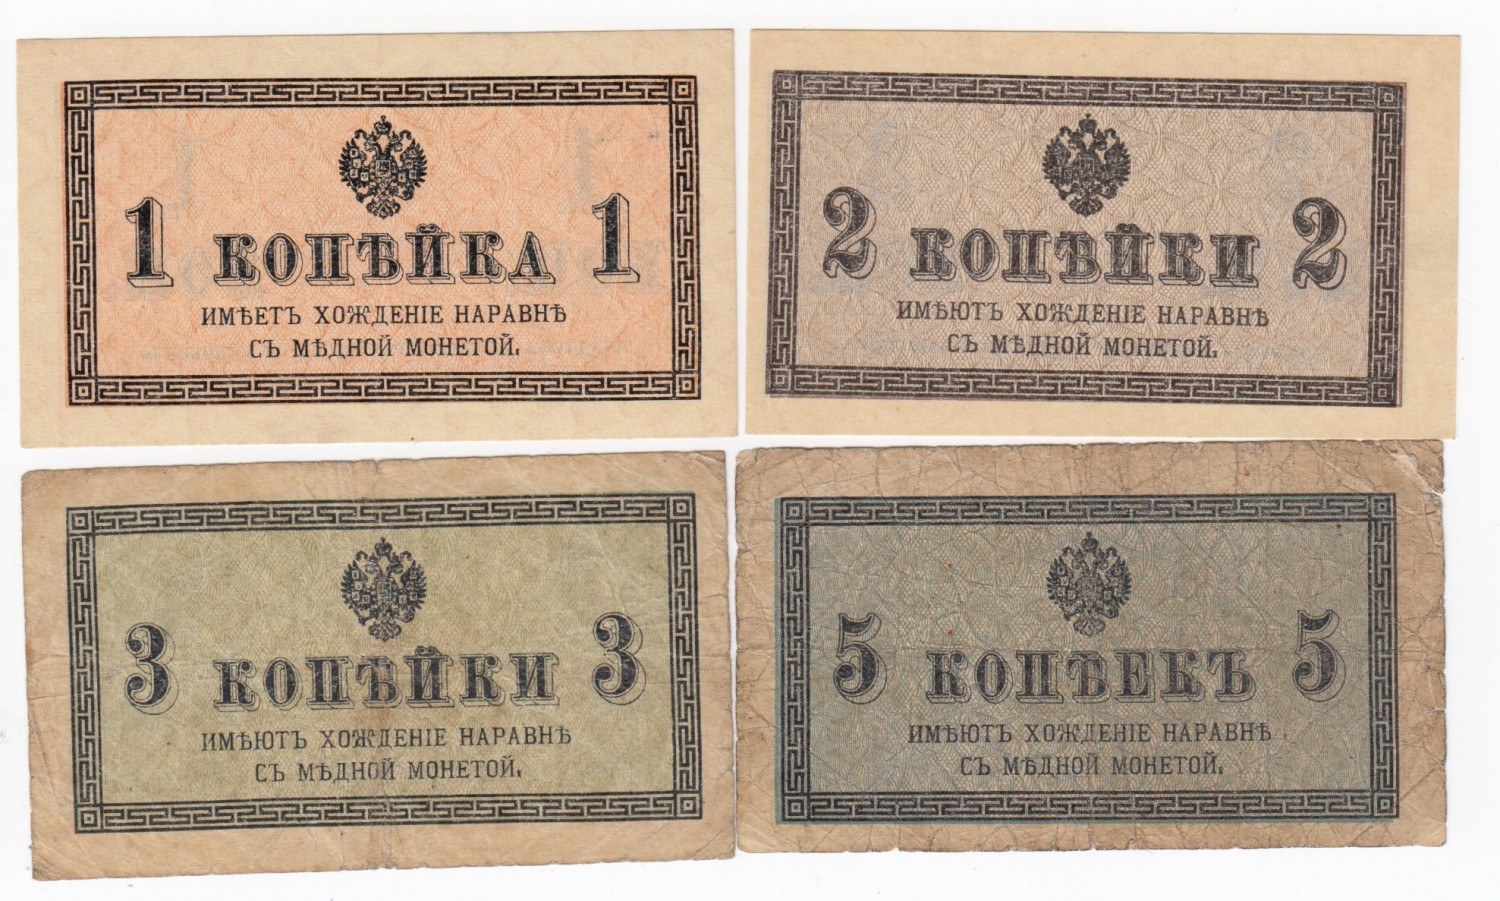 1 КОПѢЙКА 1
ИМѢЕТЪ ХОЖДЕНІЕ НАРАВНѢ
СЪ МѢДНОЙ МОНЕТОЙ.
2 КОПѢЙКИ 2
ИМѢЮТЪ ХОЖДЕНІЕ НАРАВНѢ
СЪ МѢДНОЙ МОНЕТОЙ.
3 КОПѢЙКИ 3
ИМѢЮТЪ ХОЖДЕНІЕ НАРАВНѢ
СЪ МѢДНОЙ МОНЕТОЙ.
5 КОПѢЕКЪ 5
ИМѢЮТЪ ХОЖДЕНІЕ НАРАВНѢ
СЪ МѢДНОЙ МОНЕТОЙ.